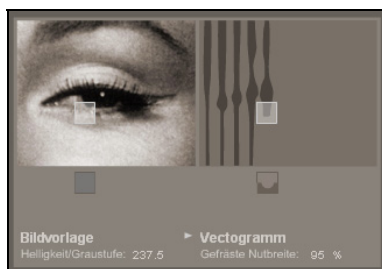 Bildvorlage
Helligkeit/Graustufe: 237.5
Vectogramm
Gefräste Nutbreite: 95 %